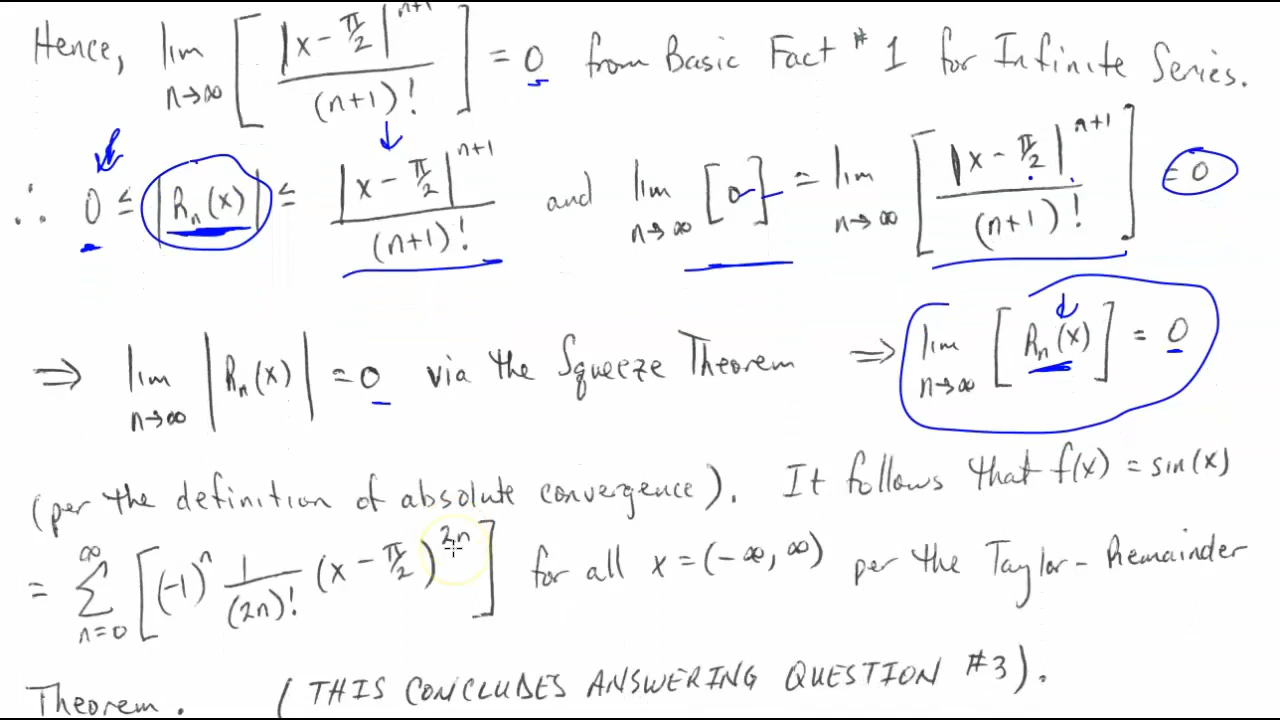 Hence, lim n→∞ [ |x - π/2|^(n+1) / (n+1)! ] = 0 from Basic Fact # 1 for Infinite Series.
∴ 0 ≤ |Rn(x)| ≤ |x - π/2|^(n+1) / (n+1)! and lim n→∞ [0] = lim n→∞ [ |x - π/2|^(n+1) / (n+1)! ] = 0
⇒ lim n→∞ |Rn(x)| = 0 via the Squeeze Theorem ⇒ lim n→∞ [Rn(x)] = 0
(per the definition of absolute convergence). It follows that f(x) = sin(x)
= ∞ Σ n=0 [ (-1)^n 1/(2n)! (x - π/2)^(2n) ] for all x = (-∞, ∞) per the Taylor-Remainder
Theorem. (THIS CONCLUDES ANSWERING QUESTION #3).